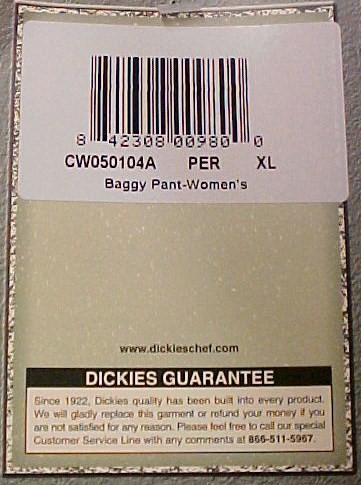 8 42308 00980 0
CW050104A PER XL
Baggy Pant-Women's
www.dickieschef.com
DICKIES GUARANTEE
Since 1922, Dickies quality has been built into every product.
We will gladly replace this garment or refund your money if you
are not satisfied for any reason. Please feel free to call our special
Customer Service Line with any comments at 866-511-5967.